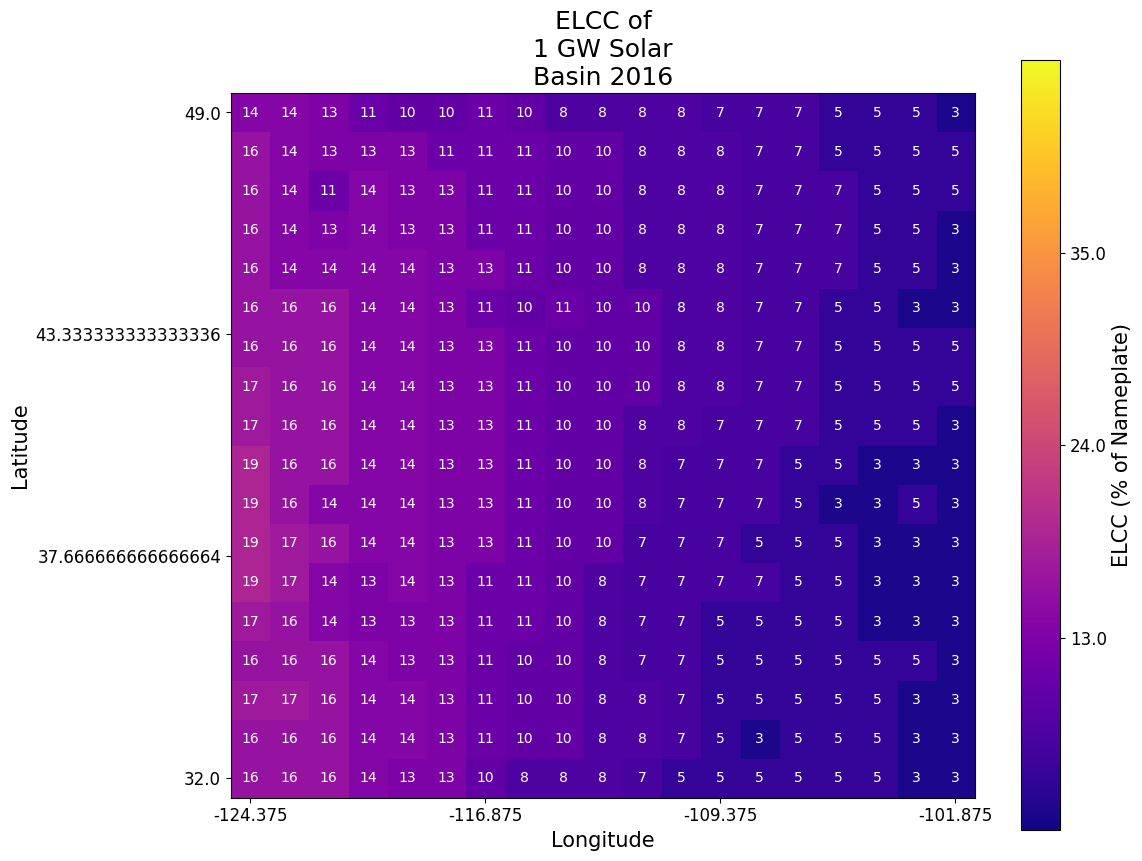 ELCC of
1 GW Solar
Basin 2016
49.0 14 14 13 11 10 10 11 10 8 8 8 8 7 7 7 5 5 5 3
16 14 13 13 13 11 11 11 10 10 8 8 8 7 7 5 5 5 5
16 14 11 14 13 13 11 11 10 10 8 8 8 7 7 7 5 5 5
16 14 13 14 13 13 11 11 10 10 8 8 8 7 7 7 5 5 3
16 14 14 14 14 13 13 11 10 10 8 8 8 7 7 7 5 5 3
16 16 16 14 14 13 11 10 11 10 10 8 8 7 7 5 5 3 3
43.333333333333336
16 16 16 14 14 13 13 11 10 10 10 8 8 7 7 5 5 5 5
17 16 16 14 14 13 13 11 10 10 10 8 8 7 7 5 5 5 5
17 16 16 14 14 13 13 11 10 10 8 8 7 7 7 5 5 5 3
19 16 16 14 14 13 13 11 10 10 8 7 7 7 5 5 3 3 3
19 16 14 14 14 13 13 11 10 10 8 7 7 7 5 3 3 5 3
19 17 16 14 14 13 13 11 10 10 7 7 7 5 5 5 3 3 3
37.666666666666664
19 17 14 13 14 13 11 11 10 8 7 7 7 7 5 5 3 3 3
17 16 14 13 13 13 11 11 10 8 7 7 5 5 5 5 3 3 3
16 16 16 14 13 13 11 10 10 8 7 7 5 5 5 5 5 5 3
17 17 16 14 14 13 11 10 10 8 8 7 5 5 5 5 5 3 3
16 16 16 14 14 13 11 10 10 8 8 7 5 3 5 5 5 3 3
32.0 16 16 16 14 13 13 10 8 8 8 7 5 5 5 5 5 5 3 3
-124.375 -116.875 -109.375 -101.875
Longitude
Latitude
35.0
24.0
13.0
ELCC (% of Nameplate)